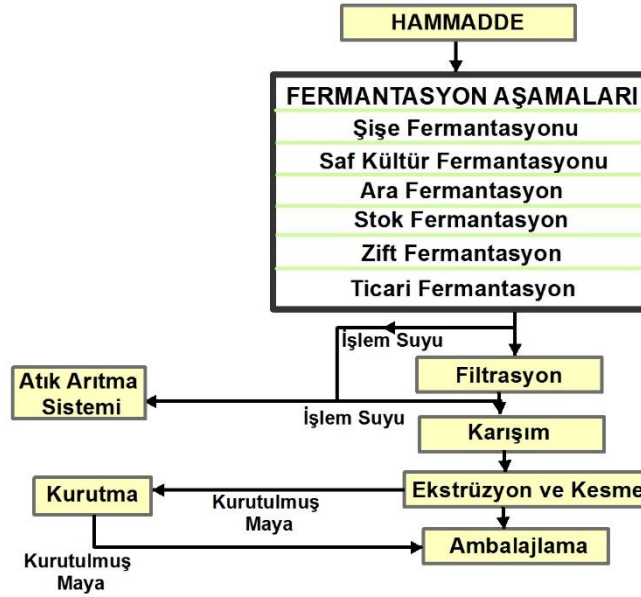 HAMMADDE
FERMANTASYON AŞAMALARI
Şişe Fermantasyonu
Saf Kültür Fermantasyonu
Ara Fermantasyon
Stok Fermantasyon
Zift Fermantasyon
Ticari Fermantasyon
İşlem Suyu
Filtrasyon
Atık Arıtma
Sistemi
İşlem Suyu
Karışım
Ekstrüzyon ve Kesme
Kurutma
Kurutulmuş
Maya
Ambalajlama
Kurutulmuş
Maya